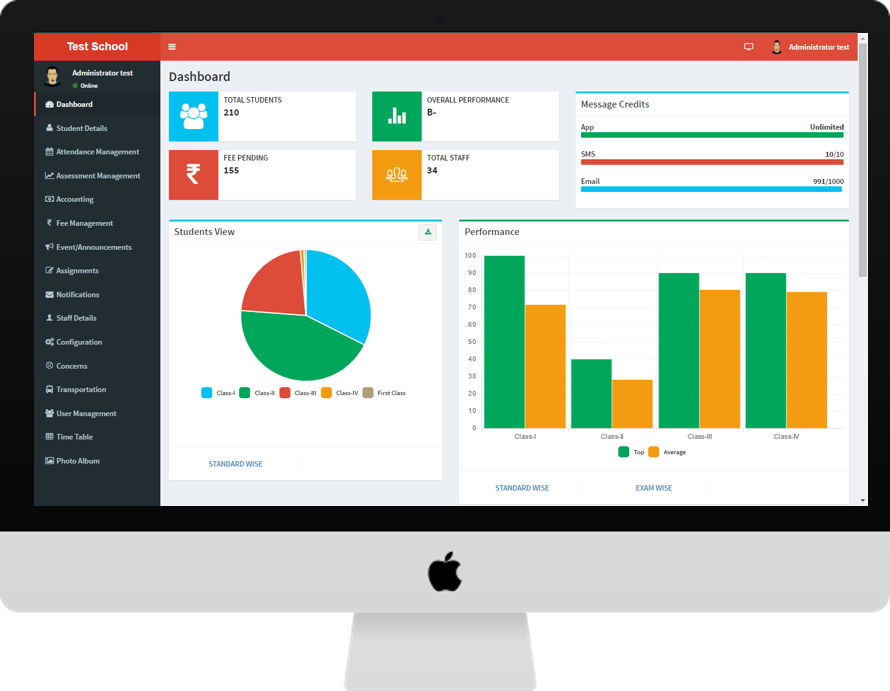 Test School
Administrator test
Administrator test
Online
Dashboard
Student Details
Attendance Management
Assessment Management
Accounting
Fee Management
Event/Announcements
Assignments
Notifications
Staff Details
Configuration
Concerns
Transportation
User Management
Time Table
Photo Album
Dashboard
TOTAL STUDENTS
210
OVERALL PERFORMANCE
B-
FEE PENDING
155
TOTAL STAFF
34
Message Credits
App Unlimited
SMS 10/10
Email 991/1000
Students View
Class-I Class-II Class-III Class-IV First Class
STANDARD WISE
Performance
100
90
80
70
60
50
40
30
20
10
0
Class-I Class-II Class-III Class-IV
Top Average
STANDARD WISE EXAM WISE